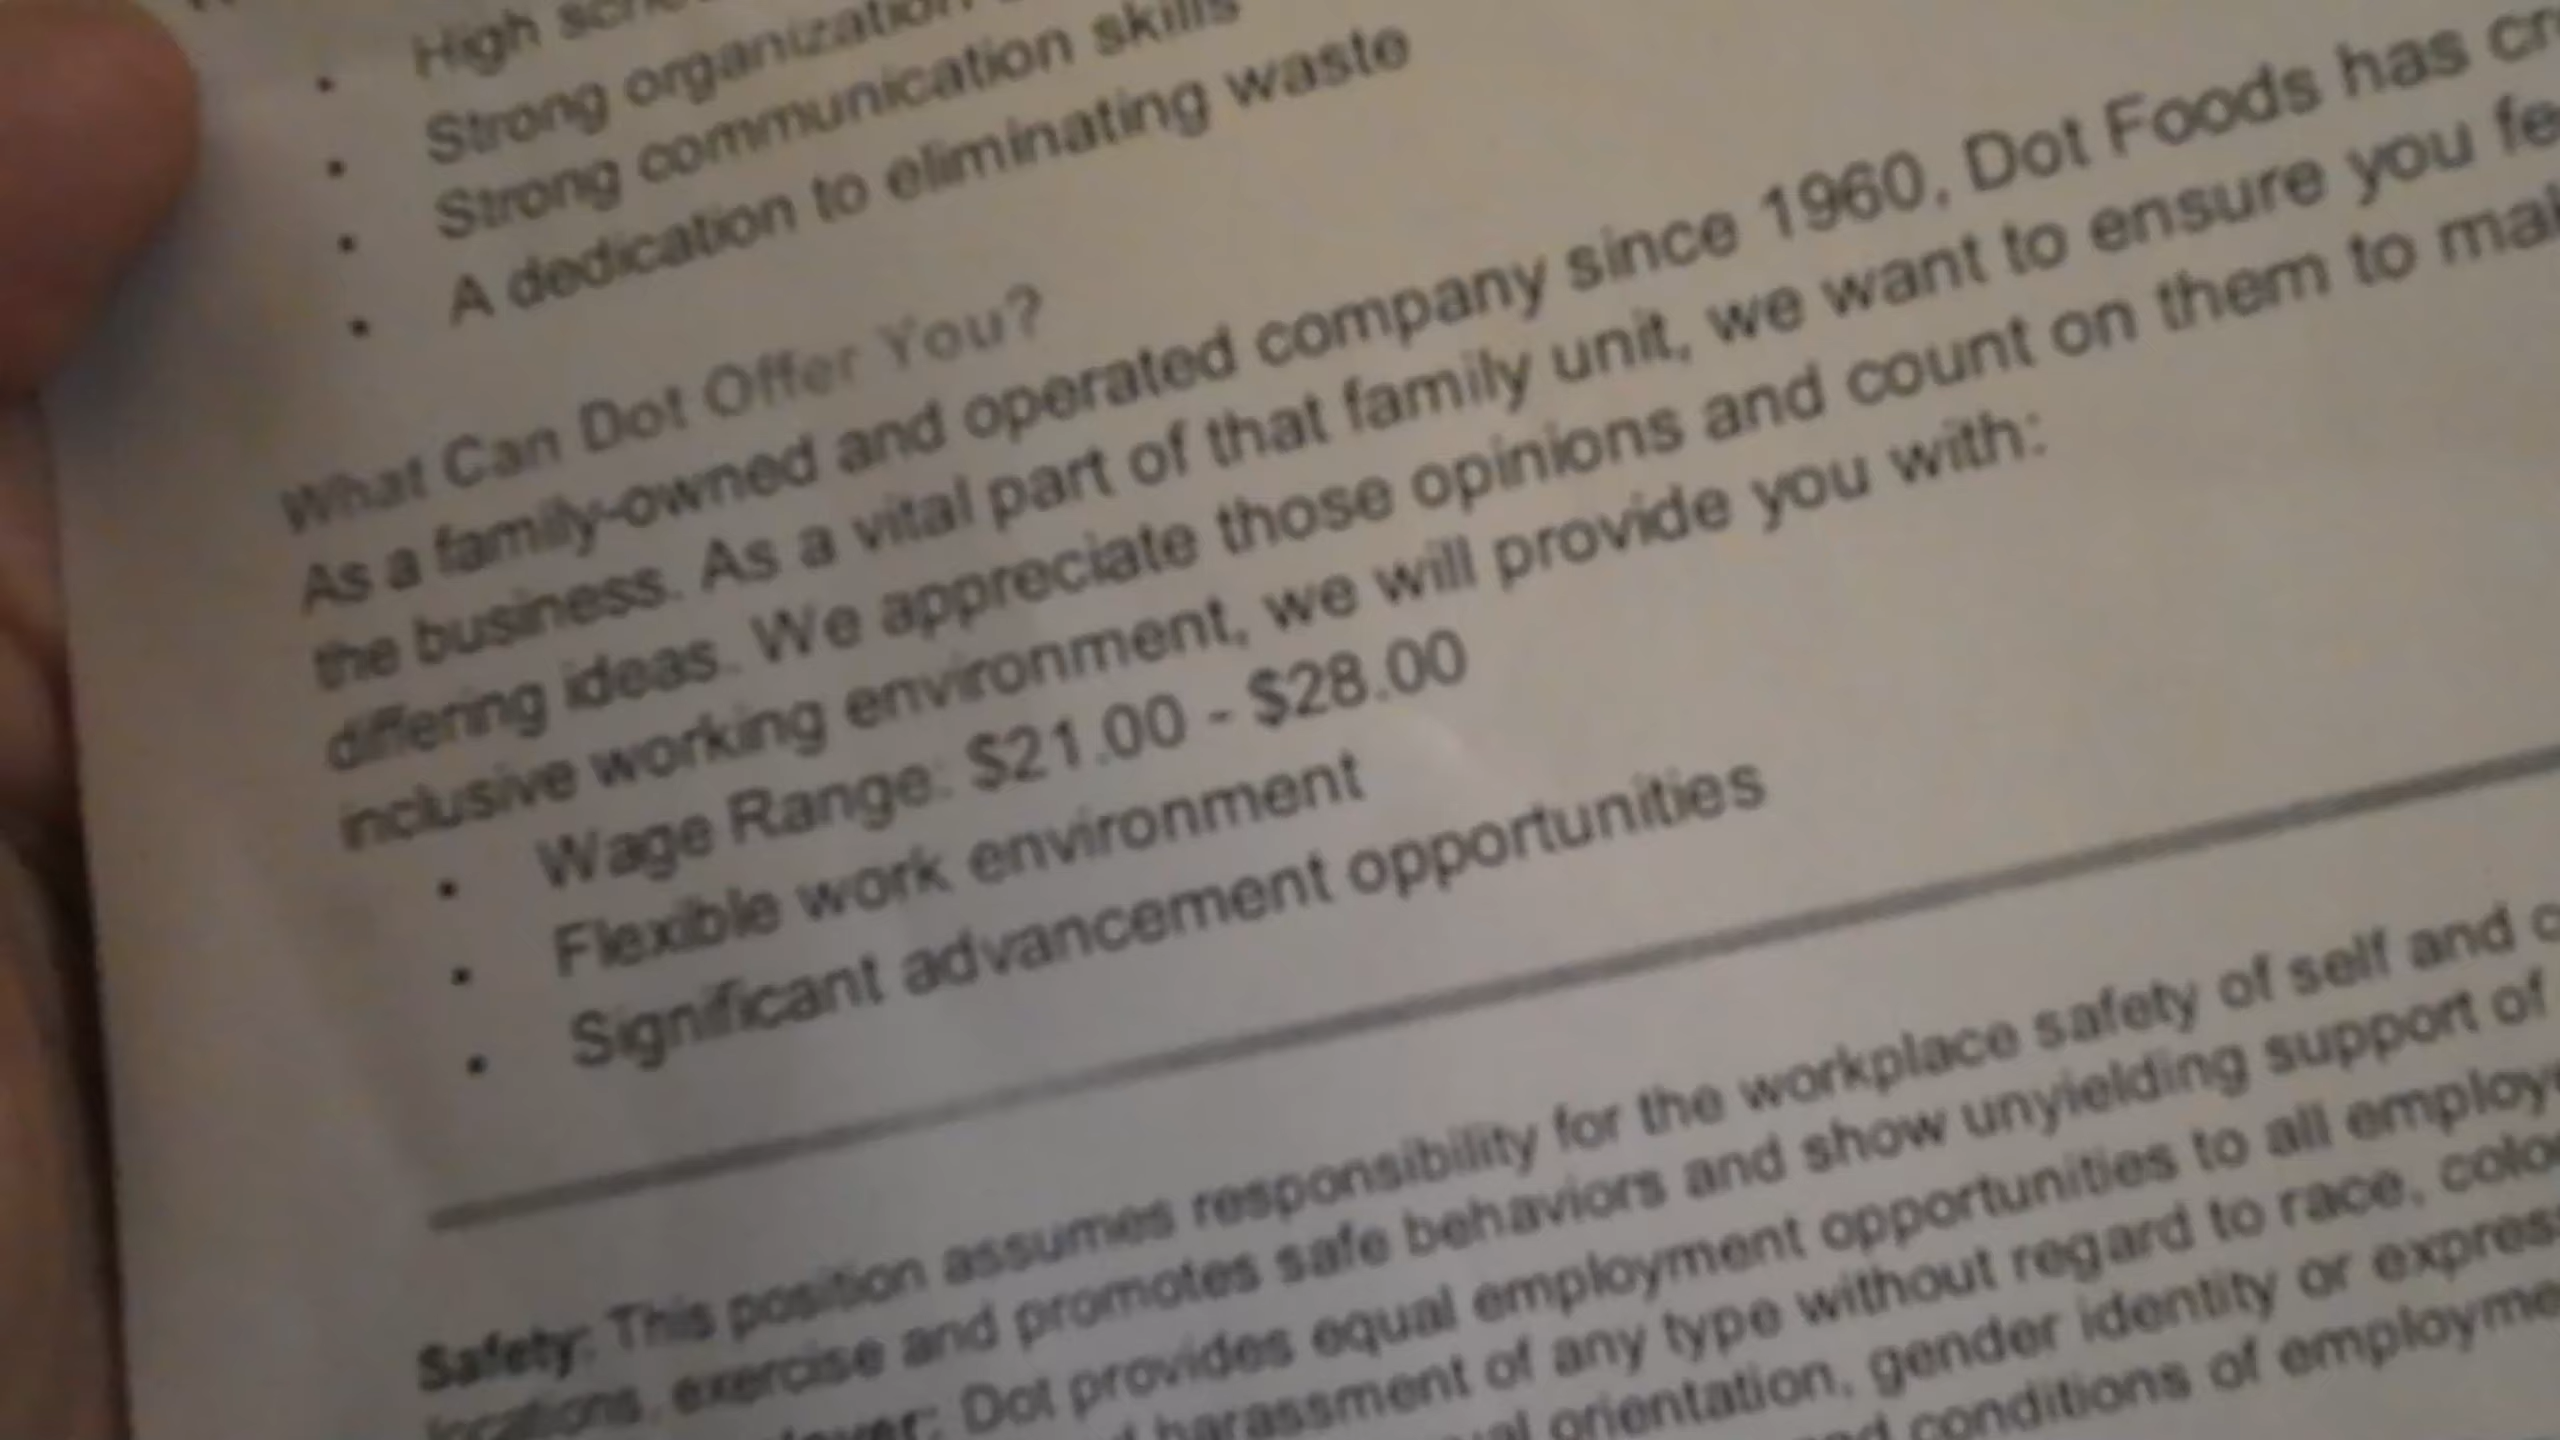 High
Strong organization
Strong communication skills
A dedication to eliminating waste
What Can Dot Offer You?
As a family-owned and operated company since 1960, Dot Foods has
the business. As a vital part of that family unit, we want to ensure you
differing ideas. We appreciate those opinions and count on them to
inclusive working environment, we will provide you with:
• Wage Range: $21.00 - $28.00
• Flexible work environment
• Significant advancement opportunities
Safety: This position assumes responsibility for the workplace safety of self and
locations, exercise and promotes safe behaviors and show unyielding support of
Dot provides equal employment opportunities to all
harassment of any type without regard to race,
orientation, gender identity or
conditions of